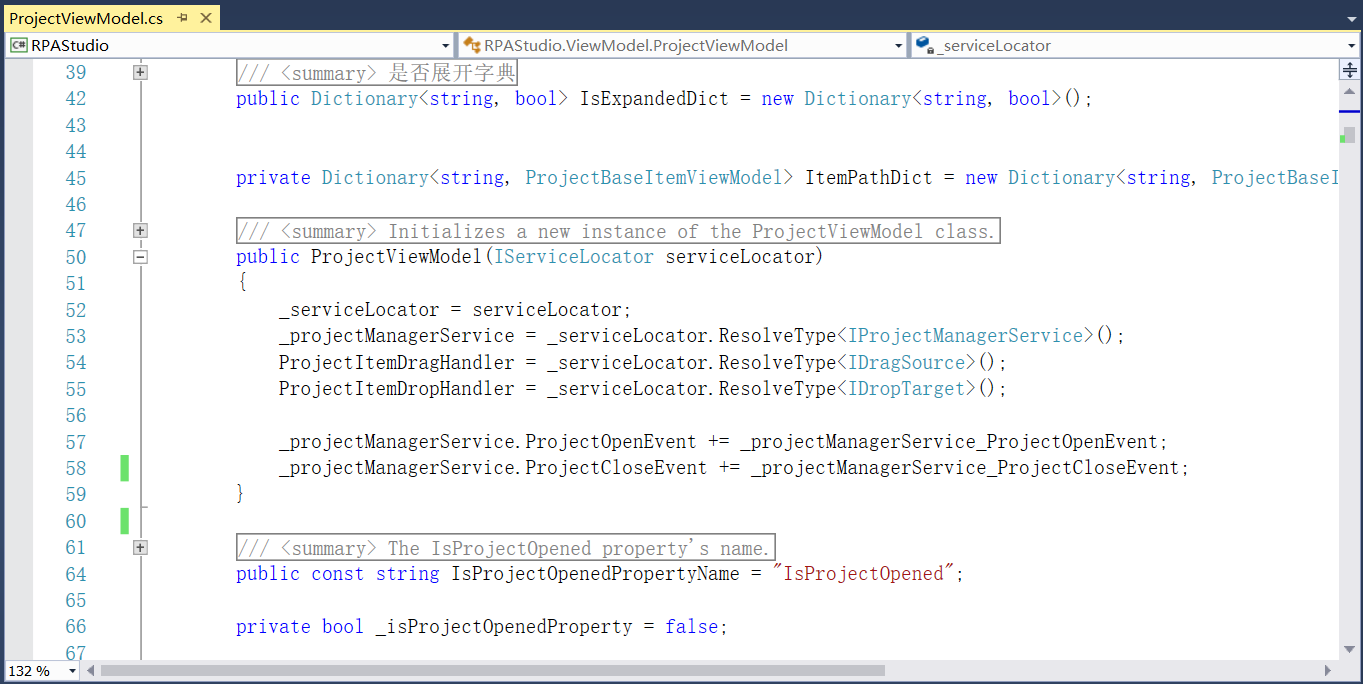 ProjectViewModel.cs
RPAStudio RPAStudio.ViewModel.ProjectViewModel _serviceLocator
39 /// <summary> 是否展开字典
42 public Dictionary<string, bool> IsExpandedDict = new Dictionary<string, bool>();
43
44
45 private Dictionary<string, ProjectBaseItemViewModel> ItemPathDict = new Dictionary<string, ProjectBaseI
46
47 /// <summary> Initializes a new instance of the ProjectViewModel class.
50 public ProjectViewModel(IServiceLocator serviceLocator)
51 {
52 _serviceLocator = serviceLocator;
53 _projectManagerService = _serviceLocator.ResolveType<IProjectManagerService>();
54 ProjectItemDragHandler = _serviceLocator.ResolveType<IDragSource>();
55 ProjectItemDropHandler = _serviceLocator.ResolveType<IDropTarget>();
56
57 _projectManagerService.ProjectOpenEvent += _projectManagerService_ProjectOpenEvent;
58 _projectManagerService.ProjectCloseEvent += _projectManagerService_ProjectCloseEvent;
59 }
60
61 /// <summary> The IsProjectOpened property's name.
64 public const string IsProjectOpenedPropertyName = "IsProjectOpened";
65
66 private bool _isProjectOpenedProperty = false;
67
132 %